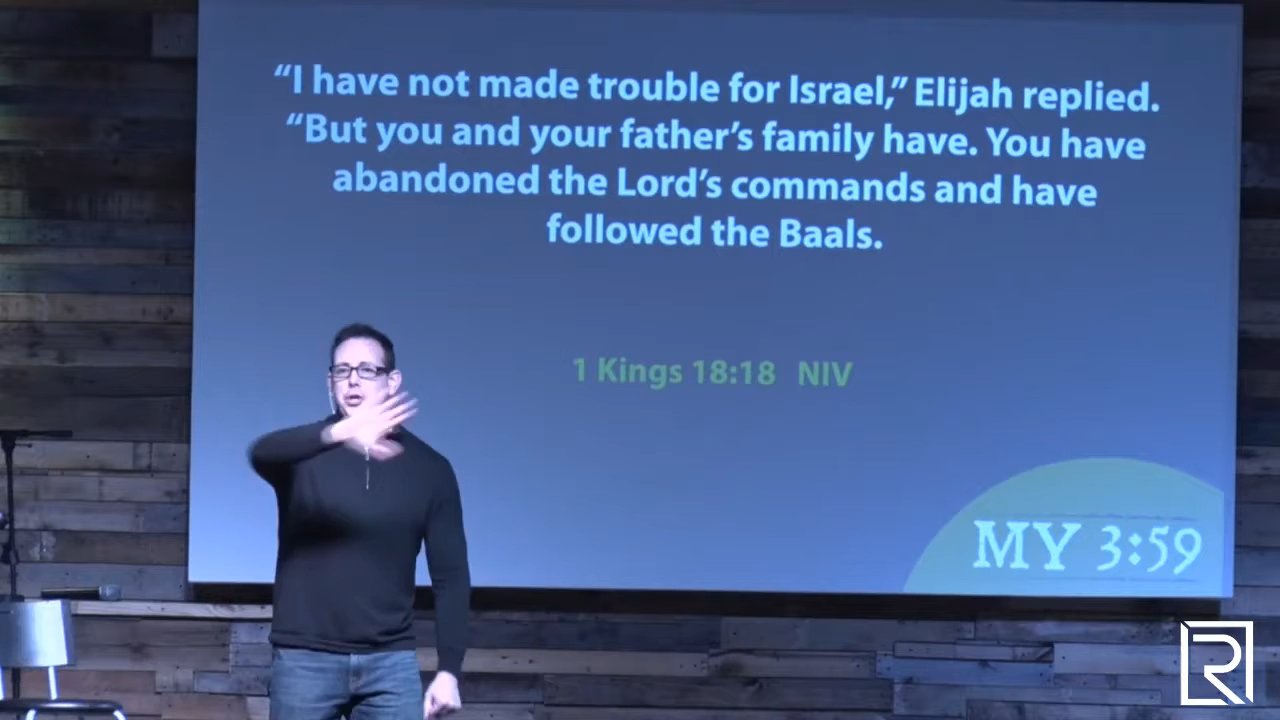 “I have not made trouble for Israel,” Elijah replied.
“But you and your father’s family have. You have
abandoned the Lord’s commands and have
followed the Baals.
1 Kings 18:18 NIV
MY 3:59
R